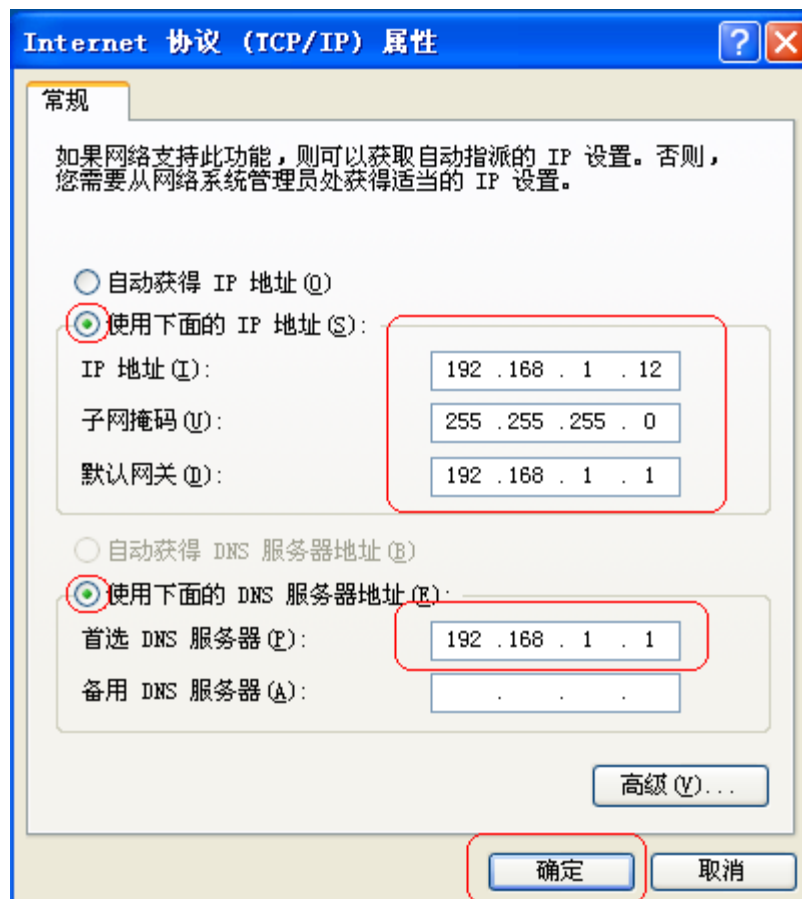 Internet 协议 (TCP/IP) 属性
常规
如果网络支持此功能，则可以获取自动指派的 IP 设置。否则，
您需要从网络系统管理员处获得适当的 IP 设置。
自动获得 IP 地址(O)
使用下面的 IP 地址(S):
IP 地址(I): 192 .168 . 1 . 12
子网掩码(U): 255 .255 .255 . 0
默认网关(D): 192 .168 . 1 . 1
自动获得 DNS 服务器地址(B)
使用下面的 DNS 服务器地址(E):
首选 DNS 服务器(P): 192 .168 . 1 . 1
备用 DNS 服务器(A): . . .
高级(V)...
确定 取消